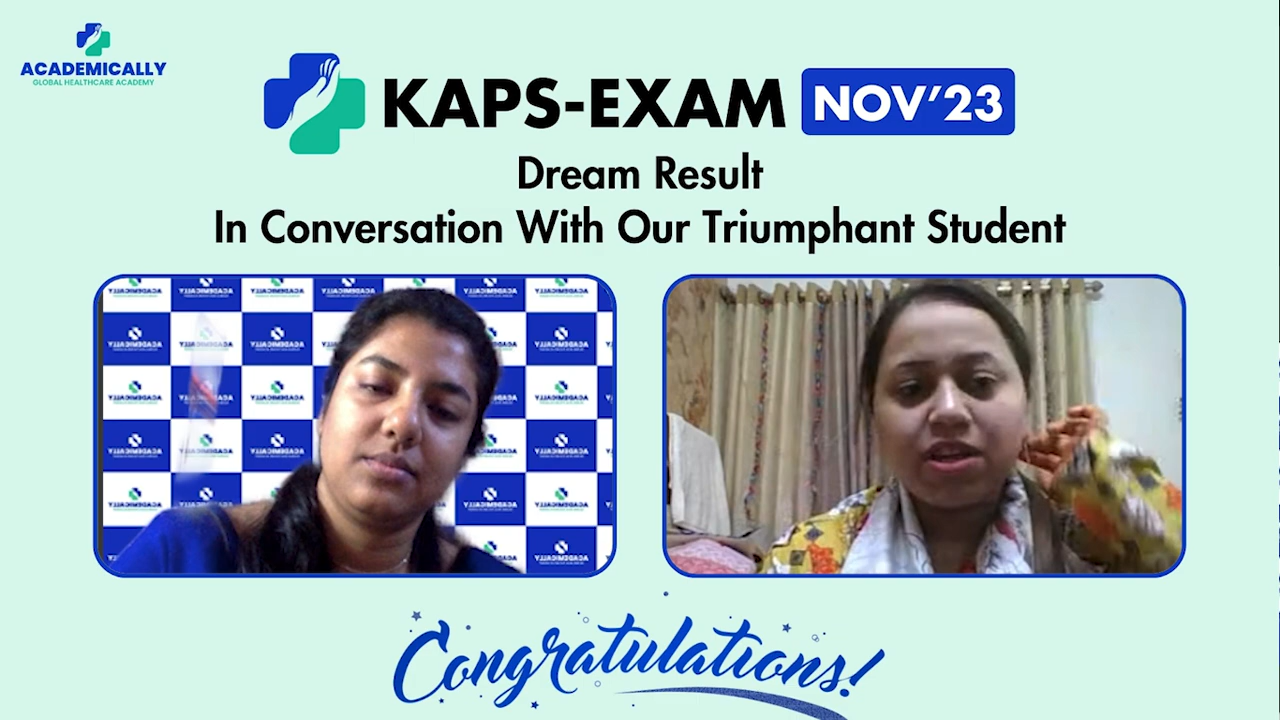 ACADEMICALLY
GLOBAL HEALTHCARE ACADEMY
KAPS-EXAM NOV'23
Dream Result
In Conversation With Our Triumphant Student
Congratulations!